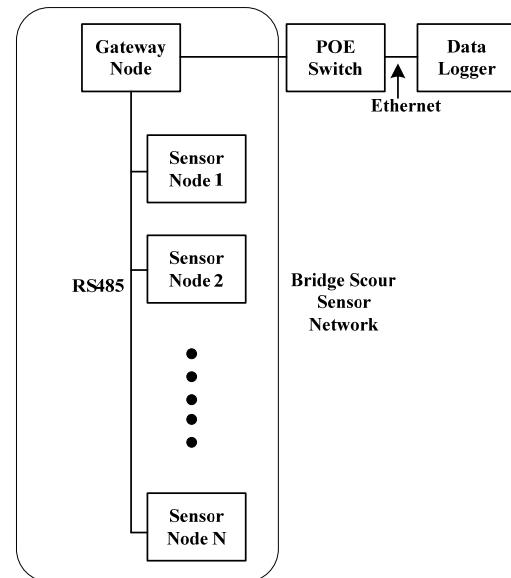 Gateway
Node
POE
Switch
Data
Logger
Ethernet
Sensor
Node 1
Sensor
Node 2
RS485
Bridge Scour
Sensor
Network
Sensor
Node N